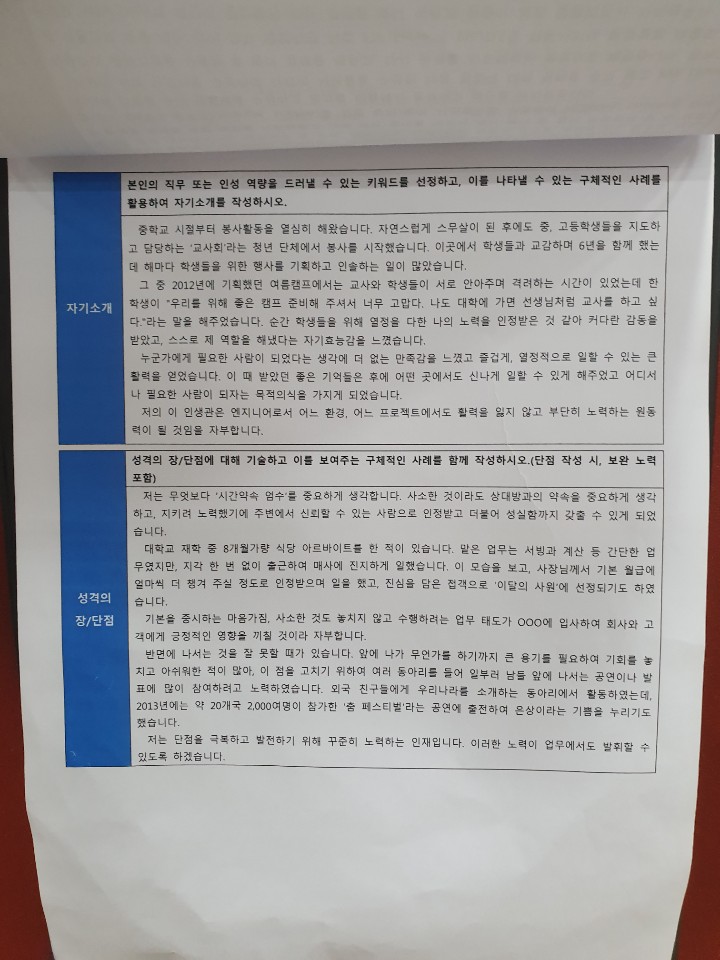 본인의 직무 또는 인성 역량을 드러낼 수 있는 키워드를 선정하고, 이를 나타낼 수 있는 구체적인 사례를
활용하여 자기소개를 작성하시오.
자기소개
중학교 시절부터 봉사활동을 열심히 해왔습니다. 자연스럽게 스무살이 된 후에도 중, 고등학생들을 지도하
고 담당하는 '교사회'라는 청년 단체에서 봉사를 시작했습니다. 이곳에서 학생들과 교감하며 6년을 함께 했는
데 해마다 학생들을 위한 행사를 기획하고 인솔하는 일이 많았습니다.
그 중 2012년에 기획했던 여름캠프에서는 교사와 학생들이 서로 안아주며 격려하는 시간이 있었는데 한
학생이 "우리를 위해 좋은 캠프 준비해 주셔서 너무 고맙다. 나도 대학에 가면 선생님처럼 교사를 하고 싶
다."라는 말을 해주었습니다. 순간 학생들을 위해 열정을 다한 나의 노력을 인정받은 것 같아 커다란 감동을
받았고, 스스로 제 역할을 해냈다는 자기효능감을 느꼈습니다.
누군가에게 필요한 사람이 되었다는 생각에 더 없는 만족감을 느꼈고 즐겁게, 열정적으로 일할 수 있는 큰
활력을 얻었습니다. 이 때 받았던 좋은 기억들은 후에 어떤 곳에서도 신나게 일할 수 있게 해주었고 어디서
나 필요한 사람이 되자는 목적의식을 가지게 되었습니다.
저의 이 인생관은 엔지니어로서 어느 환경, 어느 프로젝트에서도 활력을 잃지 않고 부단히 노력하는 원동
력이 될 것임을 자부합니다.
성격의 장/단점에 대해 기술하고 이를 보여주는 구체적인 사례를 함께 작성하시오.(단점 작성 시, 보완 노력
포함)
성격의
장/단점
저는 무엇보다 '시간약속 엄수'를 중요하게 생각합니다. 사소한 것이라도 상대방과의 약속을 중요하게 생각
하고, 지키려 노력했기에 주변에서 신뢰할 수 있는 사람으로 인정받고 더불어 성실함까지 갖출 수 있게 되었
습니다.
대학교 재학 중 8개월가량 식당 아르바이트를 한 적이 있습니다. 맡은 업무는 서빙과 계산 등 간단한 업
무였지만, 지각 한 번 없이 출근하여 매사에 진지하게 일했습니다. 이 모습을 보고, 사장님께서 기본 월급에
얼마씩 더 챙겨 주실 정도로 인정받으며 일을 했고, 진심을 담은 접객으로 '이달의 사원'에 선정되기도 하였
습니다.
기본을 중시하는 마음가짐, 사소한 것도 놓치지 않고 수행하려는 업무 태도가 OOO에 입사하여 회사와 고
객에게 긍정적인 영향을 끼칠 것이라 자부합니다.
반면에 나서는 것을 잘 못할 때가 있습니다. 앞에 나가 무언가를 하기까지 큰 용기를 필요하여 기회를 놓
치고 아쉬워한 적이 많아, 이 점을 고치기 위하여 여러 동아리를 들어 일부러 남들 앞에 나서는 공연이나 발
표에 많이 참여하려고 노력하였습니다. 외국 친구들에게 우리나라를 소개하는 동아리에서 활동하였는데,
2013년에는 약 20개국 2,000여명이 참가한 '춤 페스티벌'라는 공연에 출전하여 은상이라는 기쁨을 누리기도
했습니다.
저는 단점을 극복하고 발전하기 위해 꾸준히 노력하는 인재입니다. 이러한 노력이 업무에서도 발휘할 수
있도록 하겠습니다.